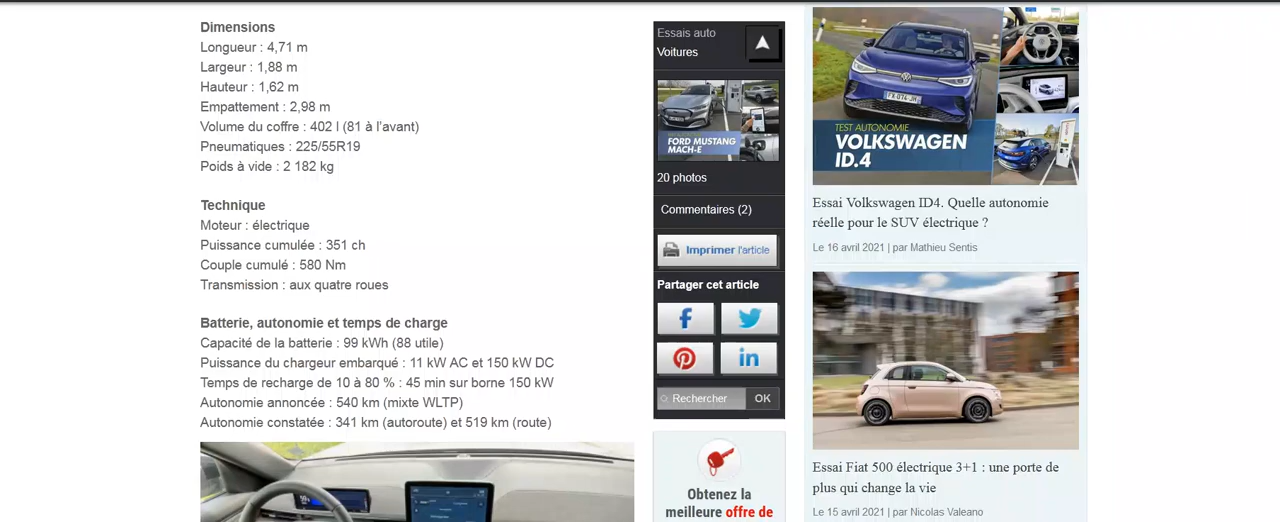 Dimensions
Longueur : 4,71 m
Largeur : 1,88 m
Hauteur : 1,62 m
Empattement : 2,98 m
Volume du coffre : 402 l (81 à l'avant)
Pneumatiques : 225/55R19
Poids à vide : 2 182 kg
Technique
Moteur : électrique
Puissance cumulée : 351 ch
Couple cumulé : 580 Nm
Transmission : aux quatre roues
Batterie, autonomie et temps de charge
Capacité de la batterie : 99 kWh (88 utile)
Puissance du chargeur embarqué : 11 kW AC et 150 kW DC
Temps de recharge de 10 à 80 % : 45 min sur borne 150 kW
Autonomie annoncée : 540 km (mixte WLTP)
Autonomie constatée : 341 km (autoroute) et 519 km (route)
Essais auto
Voitures
FORD MUSTANG
MACH-E
20 photos
Commentaires (2)
Imprimer l'article
Partager cet article
Rechercher OK
Obtenez la
meilleure offre de
TEST AUTONOMIE
VOLKSWAGEN
ID.4
Essai Volkswagen ID4. Quelle autonomie
réelle pour le SUV électrique ?
Le 16 avril 2021 | par Mathieu Sentis
Essai Fiat 500 électrique 3+1 : une porte de
plus qui change la vie
Le 15 avril 2021 | par Nicolas Valeano